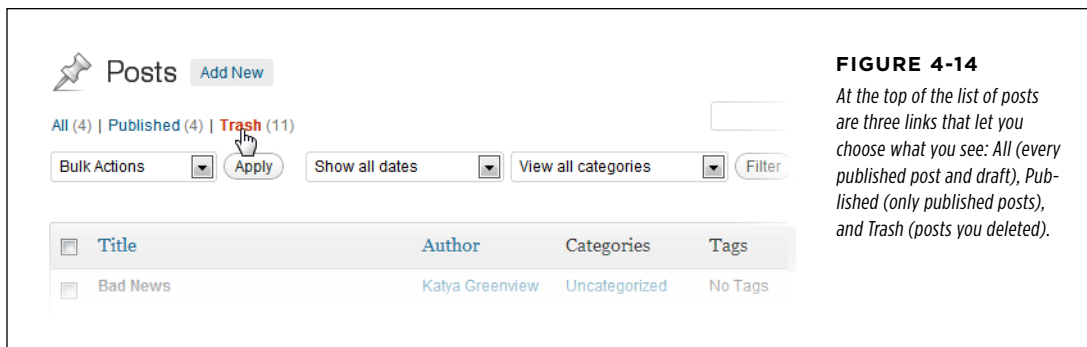 Posts Add New
All (4) | Published (4) | Trash (11)
Bulk Actions Apply Show all dates View all categories Filter
Title Author Categories Tags
Bad News Katya Greenview Uncategorized No Tags
FIGURE 4-14
At the top of the list of posts
are three links that let you
choose what you see: All (every
published post and draft), Pub-
lished (only published posts),
and Trash (posts you deleted).